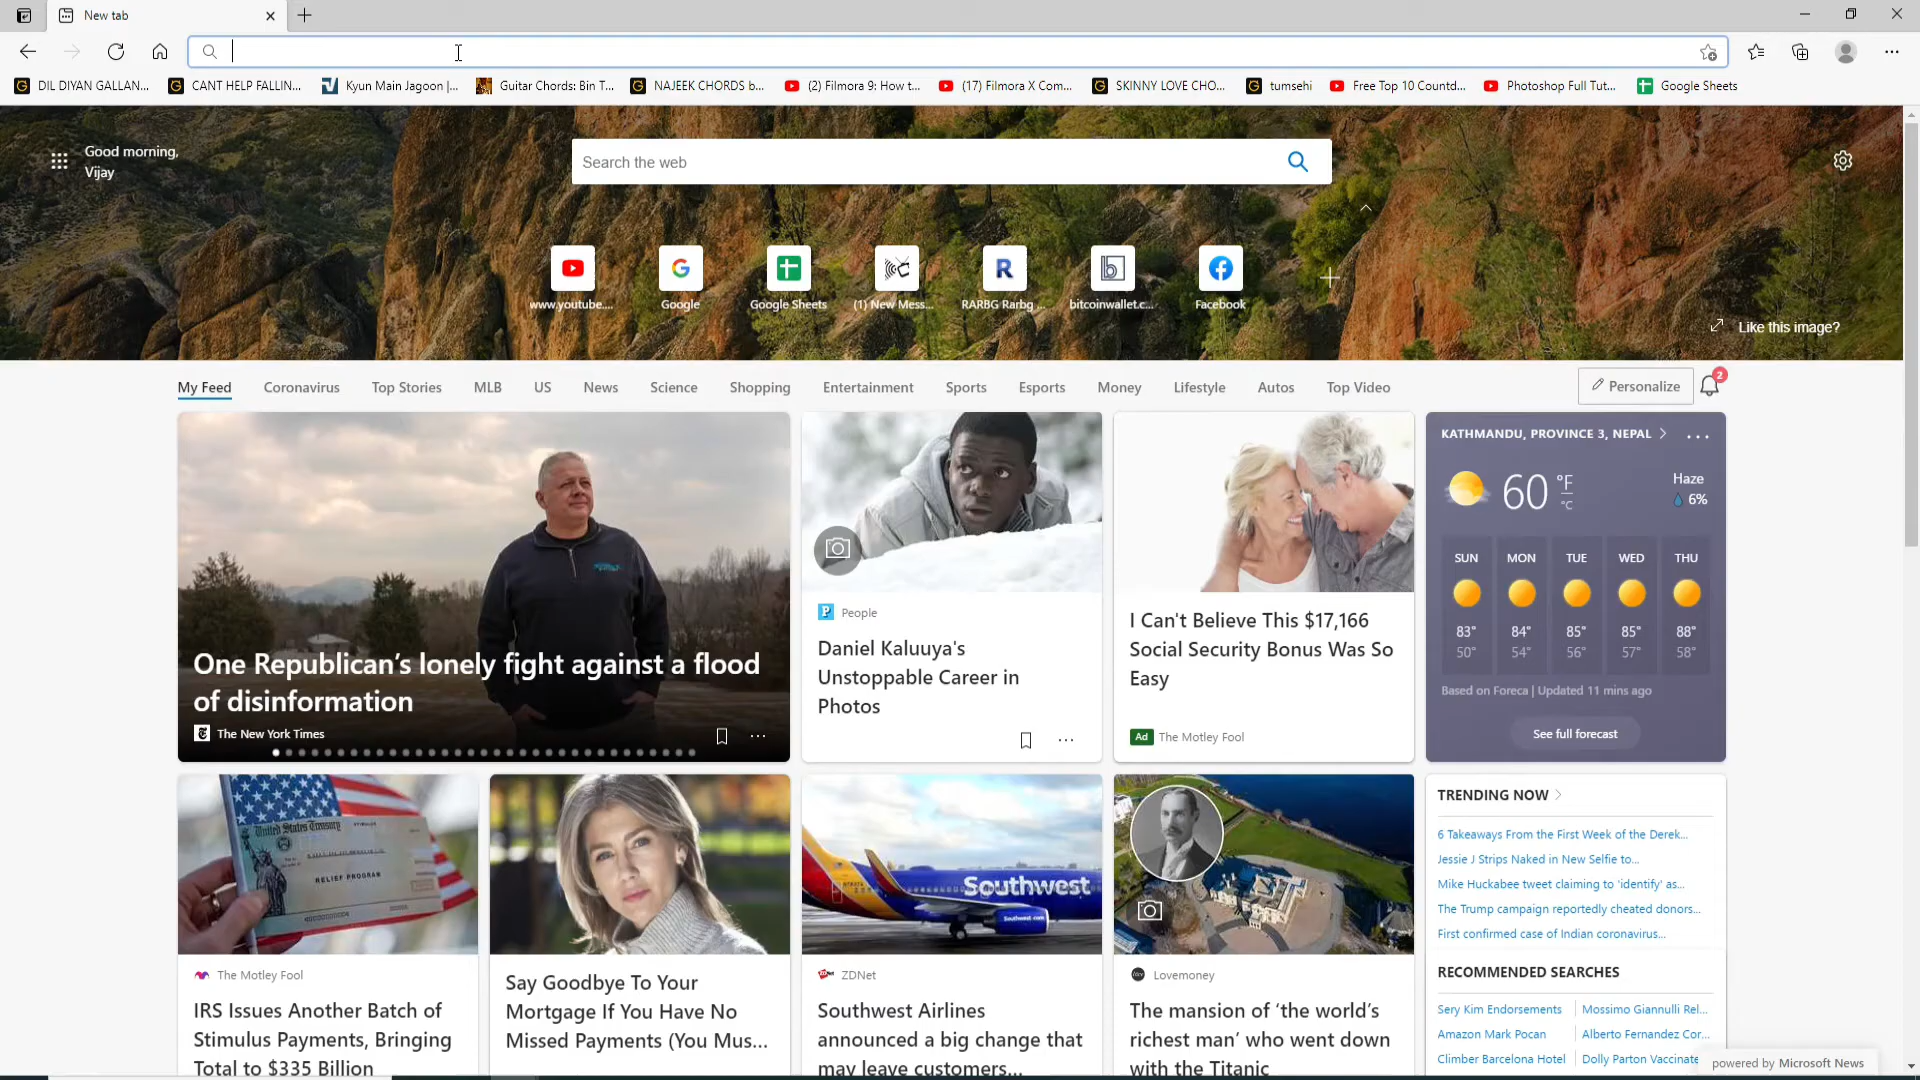 New tab
DIL DIYAN GALLAN...
CANT HELP FALLIN...
Kyun Main Jagoon |...
Guitar Chords: Bin T...
NAJEEK CHORDS b...
(2) Filmora 9: How t...
(17) Filmora X Com...
SKINNY LOVE CHO...
tumsehi
Free Top 10 Countd...
Photoshop Full Tut...
Google Sheets
Good morning,
Vijay
Search the web
www.youtube....
Google
Google Sheets
(1) New Mess...
RARBG Rarbg ...
bitcoinwallet.c...
Facebook
Like this image?
My Feed
Coronavirus
Top Stories
MLB
US
News
Science
Shopping
Entertainment
Sports
Esports
Money
Lifestyle
Autos
Top Video
Personalize
2
One Republican's lonely fight against a flood
of disinformation
The New York Times
People
Daniel Kaluuya's
Unstoppable Career in
Photos
I Can't Believe This $17,166
Social Security Bonus Was So
Easy
Ad The Motley Fool
KATHMANDU, PROVINCE 3, NEPAL
60 °F
°C
Haze
6%
SUN MON TUE WED THU
83° 84° 85° 85° 88°
50° 54° 56° 57° 58°
Based on Foreca | Updated 11 mins ago
See full forecast
United States Treasury
RELIEF PROGRAM
The Motley Fool
IRS Issues Another Batch of
Stimulus Payments, Bringing
Total to $335 Billion
Say Goodbye To Your
Mortgage If You Have No
Missed Payments (You Mus...
Southwest
ZDNet
Southwest Airlines
announced a big change that
may leave customers...
Lovemoney
The mansion of ‘the world’s
richest man’ who went down
with the Titanic
TRENDING NOW
6 Takeaways From the First Week of the Derek...
Jessie J Strips Naked in New Selfie to...
Mike Huckabee tweet claiming to 'identify' as...
The Trump campaign reportedly cheated donors...
First confirmed case of Indian coronavirus...
RECOMMENDED SEARCHES
Sery Kim Endorsements
Mossimo Giannulli Rel...
Amazon Mark Pocan
Alberto Fernandez Cor...
Climber Barcelona Hotel
Dolly Parton Vaccinate
powered by Microsoft News